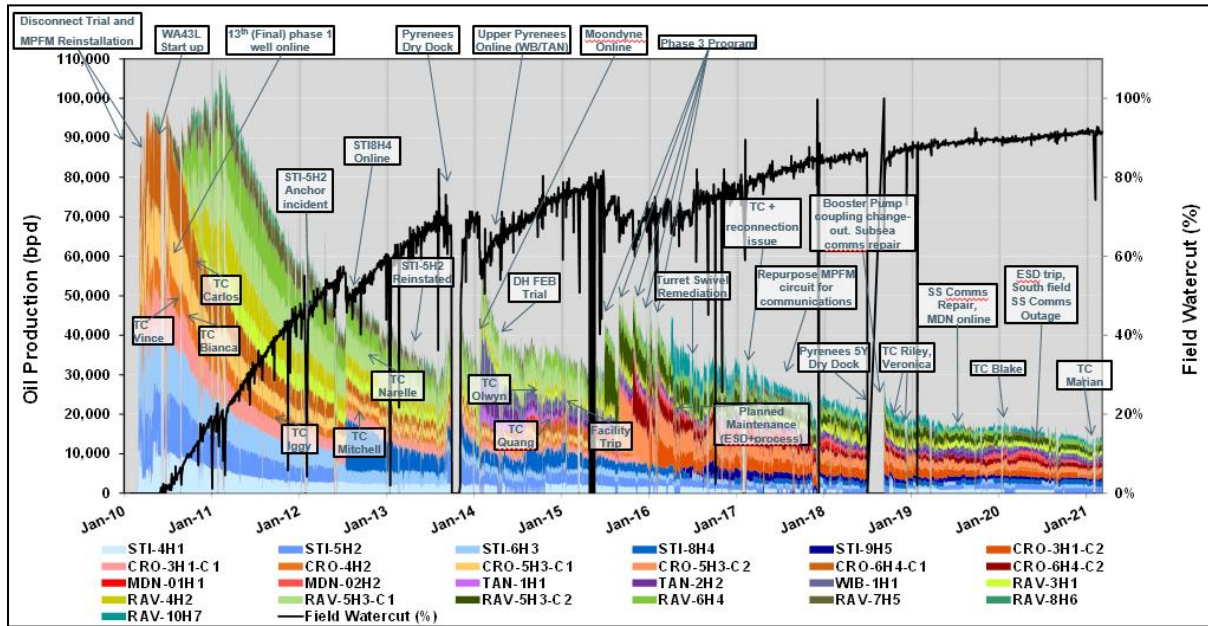 Disconnect Trial and
MPFM Reinstallation
WA43L
Start up
13th (Final) phase 1
well online
Pyrenees
Dry Dock
Upper Pyrenees
Online (WB/TAN)
Moondyne
Online
Phase 3 Program
110,000
100,000
90,000
80,000
70,000
60,000
50,000
40,000
30,000
20,000
10,000
0
Oil Production (bpd)
100%
80%
60%
40%
20%
0%
Field Watercut (%)
STI8H4
Online
STI-5H2
Anchor
incident
TC +
reconnection
issue
Booster Pump
coupling change-
out. Subsea
comms repair
TC
Carlos
STI-5H2
Reinstated
DH FEB
Trial
Turret Swivel
Remediation
Repurpose MPFM
circuit for
communications
SS Comms
Repair,
MDN online
ESD trip,
South field
SS Comms
Outage
TC
Vince
TC
Bianca
TC
Narelle
TC
Olwyn
Pyrenees 5Y
Dry Dock
TC Riley,
Veronica
TC Blake
TC
Marian
TC
Iggy
TC
Mitchell
TC
Quang
Facility
Trip
Planned
Maintenance
(ESD+process)
Jan-10
Jan-11
Jan-12
Jan-13
Jan-14
Jan-15
Jan-16
Jan-17
Jan-18
Jan-19
Jan-20
Jan-21
STI-4H1 STI-5H2 STI-6H3 STI-8H4 STI-9H5 CRO-3H1-C2
CRO-3H1-C1 CRO-4H2 CRO-5H3-C1 CRO-5H3-C2 CRO-6H4-C1 CRO-6H4-C2
MDN-01H1 MDN-02H2 TAN-1H1 TAN-2H2 WIB-1H1 RAV-3H1
RAV-4H2 RAV-5H3-C1 RAV-5H3-C2 RAV-6H4 RAV-7H5 RAV-8H6
RAV-10H7 Field Watercut (%)